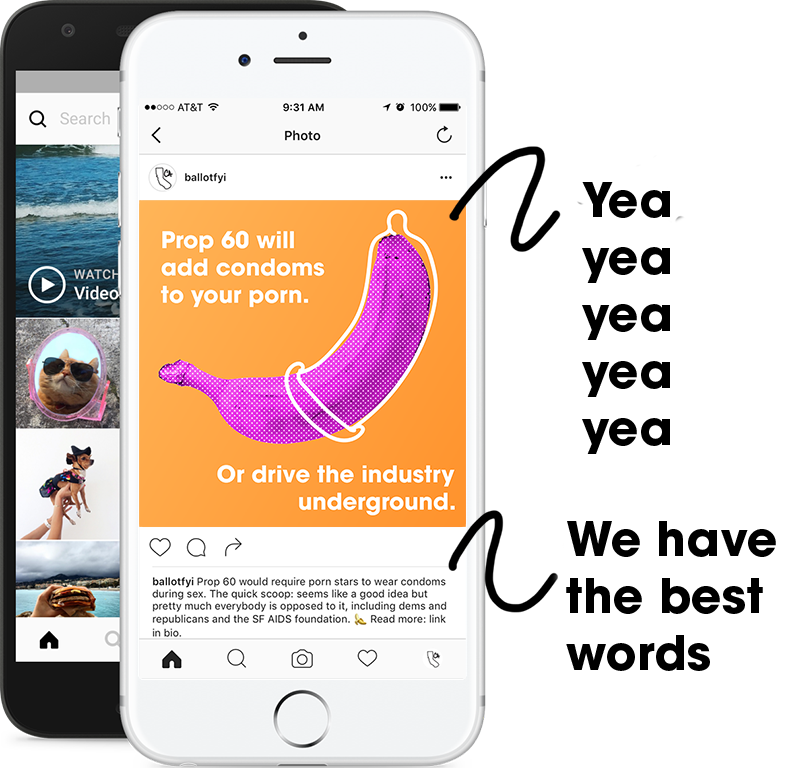 AT&T 9:31 AM 100%
Photo
Search
ballotfyi
Prop 60 will
add condoms
to your porn.
WATCH
Video
Or drive the industry
underground.
ballotfyi Prop 60 would require porn stars to wear condoms
during sex. The quick scoop: seems like a good idea but
pretty much everybody is opposed to it, including dems and
republicans and the SF AIDS foundation. 🍌 Read more: link
in bio.
Yea
yea
yea
yea
yea
We have
the best
words